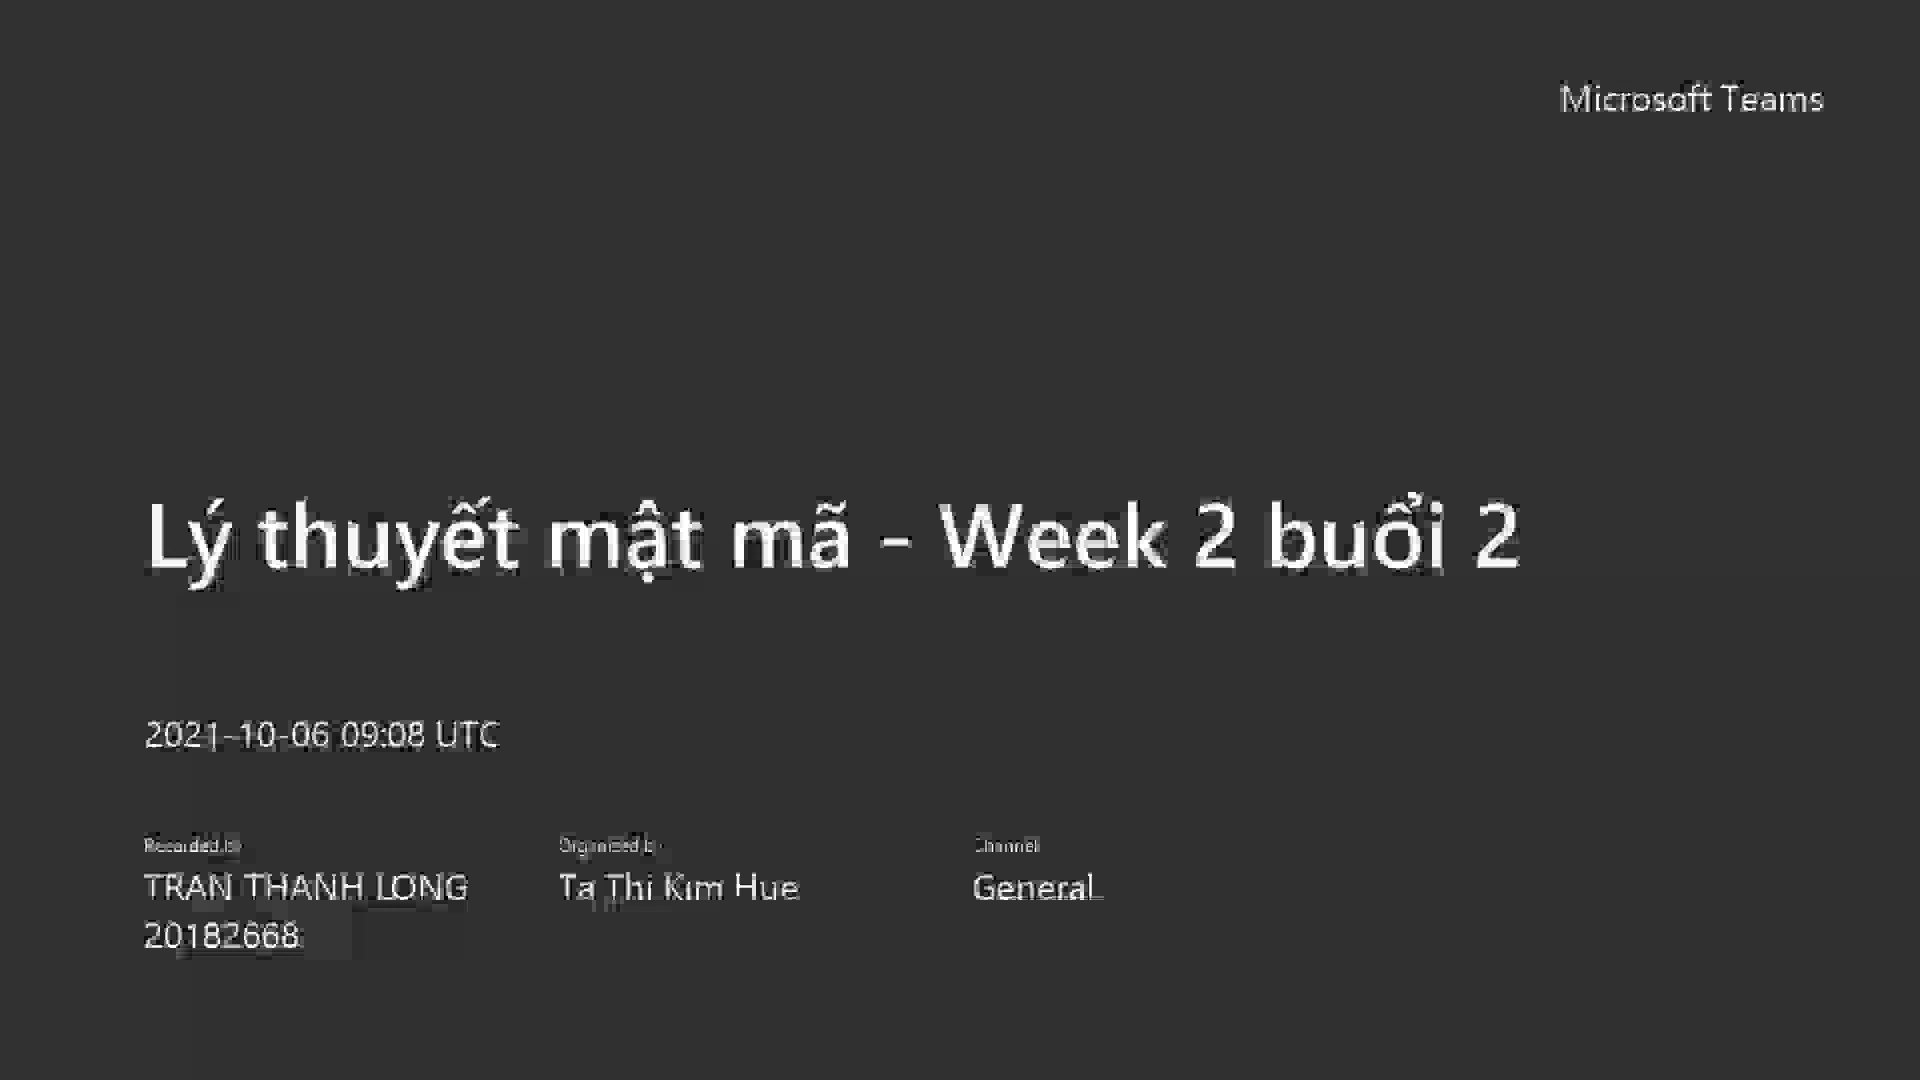 Microsoft Teams
Lý thuyết mật mã - Week 2 buổi 2
2021-10-06 09:08 UTC
Recorded by
Organized by
Channel
TRAN THANH LONG
20182668
Ta Thi Kim Hue
General